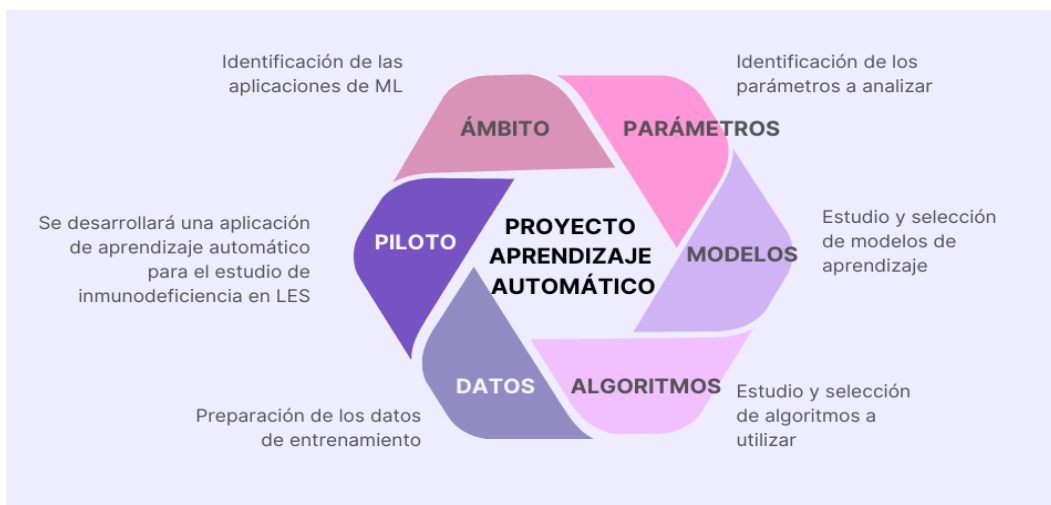 Identificación de las
aplicaciones de ML
ÁMBITO
Identificación de los
parámetros a analizar
PARÁMETROS
Estudio y selección
de modelos de
aprendizaje
MODELOS
Estudio y selección
de algoritmos a
utilizar
ALGORITMOS
Preparación de los datos
de entrenamiento
DATOS
Se desarrollará una aplicación
de aprendizaje automático
para el estudio de
inmunodeficiencia en LES
PILOTO
PROYECTO
APRENDIZAJE
AUTOMÁTICO